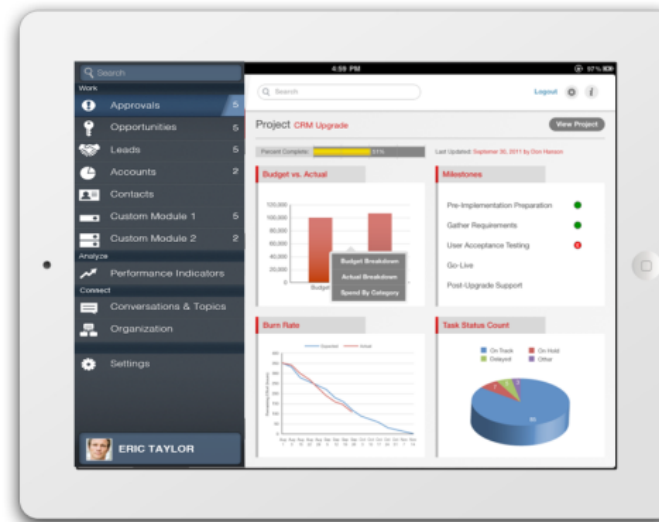 Search
Work
Approvals 5
Opportunities 5
Leads 5
Accounts 2
Contacts
Custom Module 1 5
Custom Module 2 2
Analyze
Performance Indicators
Connect
Conversations & Topics
Organization
Settings
ERIC TAYLOR
4:59 PM
57%
Search
Logout
Project CRM Upgrade
View Project
Percent Complete: 51%
Last Updated: September 30, 2011 by Don Hanson
Budget vs. Actual
120,000
100,000
80,000
60,000
40,000
20,000
0
Budget
Budget Breakdown
Actual Breakdown
Spend By Category
Milestones
Pre-Implementation Preparation
Gather Requirements
User Acceptance Testing
Go-Live
Post-Upgrade Support
Burn Rate
Expected
Actual
Task Status Count
On-Track
On-Hold
Delayed
Other